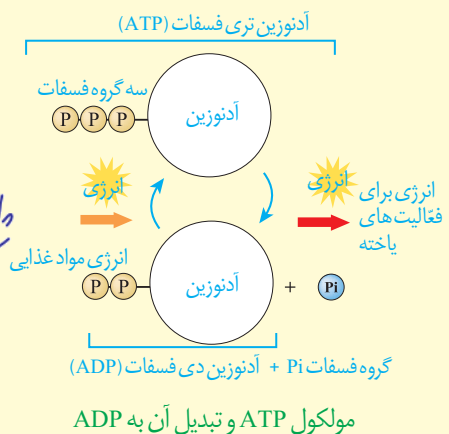 آدنوزین تری فسفات (ATP)
سه گروه فسفات
P P P
آدنوزین
انرژی
انرژی
انرژی برای
فعّالیت‌های
یاخته
انرژی مواد غذایی
P P
آدنوزین
+ Pi
گروه فسفات Pi + آدنوزین دی فسفات (ADP)
مولکول ATP و تبدیل آن به ADP